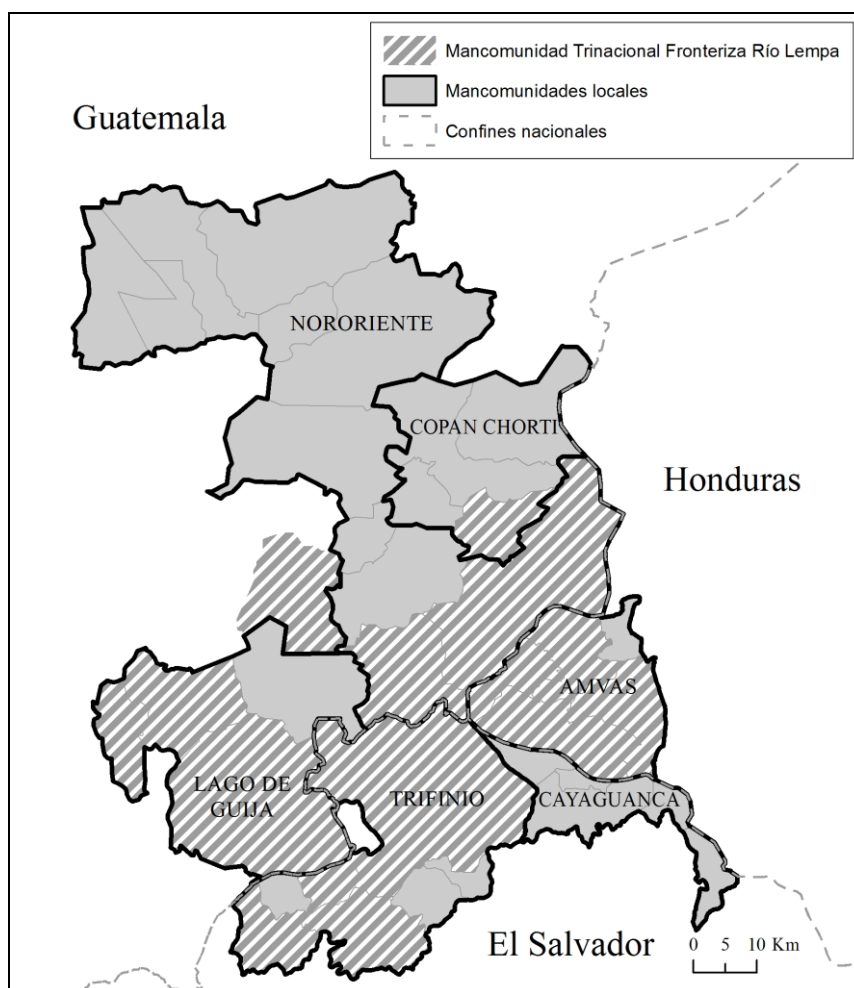 Mancomunidad Trinacional Fronteriza Río Lempa
Mancomunidades locales
Confines nacionales
Guatemala
NORORIENTE
COPAN CHORTI
Honduras
AMVAS
LAGO DE
GUIJA
TRIFINIO
CAYAGUANCA
El Salvador
0 5 10 Km